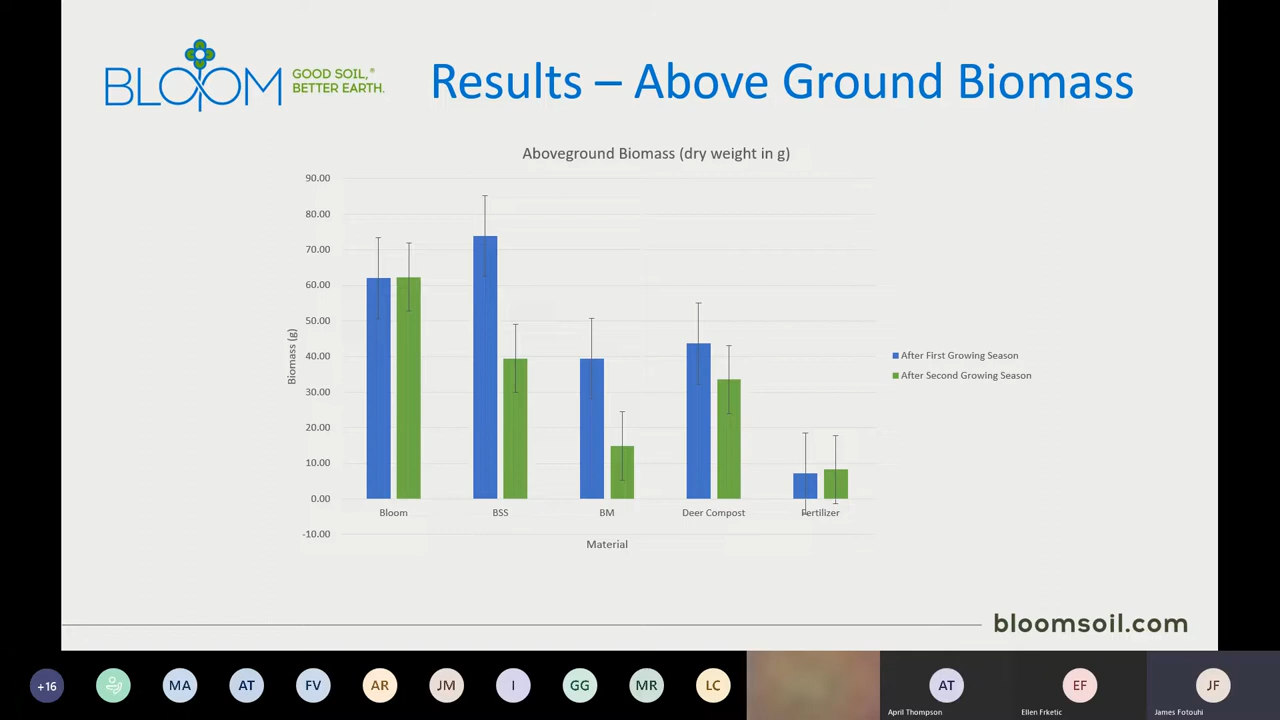 BLOOM
GOOD SOIL,®
BETTER EARTH.
Results – Above Ground Biomass
Aboveground Biomass (dry weight in g)
90.00
80.00
70.00
60.00
50.00
40.00
30.00
20.00
10.00
0.00
-10.00
Biomass (g)
Bloom BSS BM Deer Compost Fertilizer
Material
After First Growing Season
After Second Growing Season
bloomsoil.com
+16 MA AT FV AR JM I GG MR LC AT EF JF
April Thompson Ellen Frketic James Fotouhi